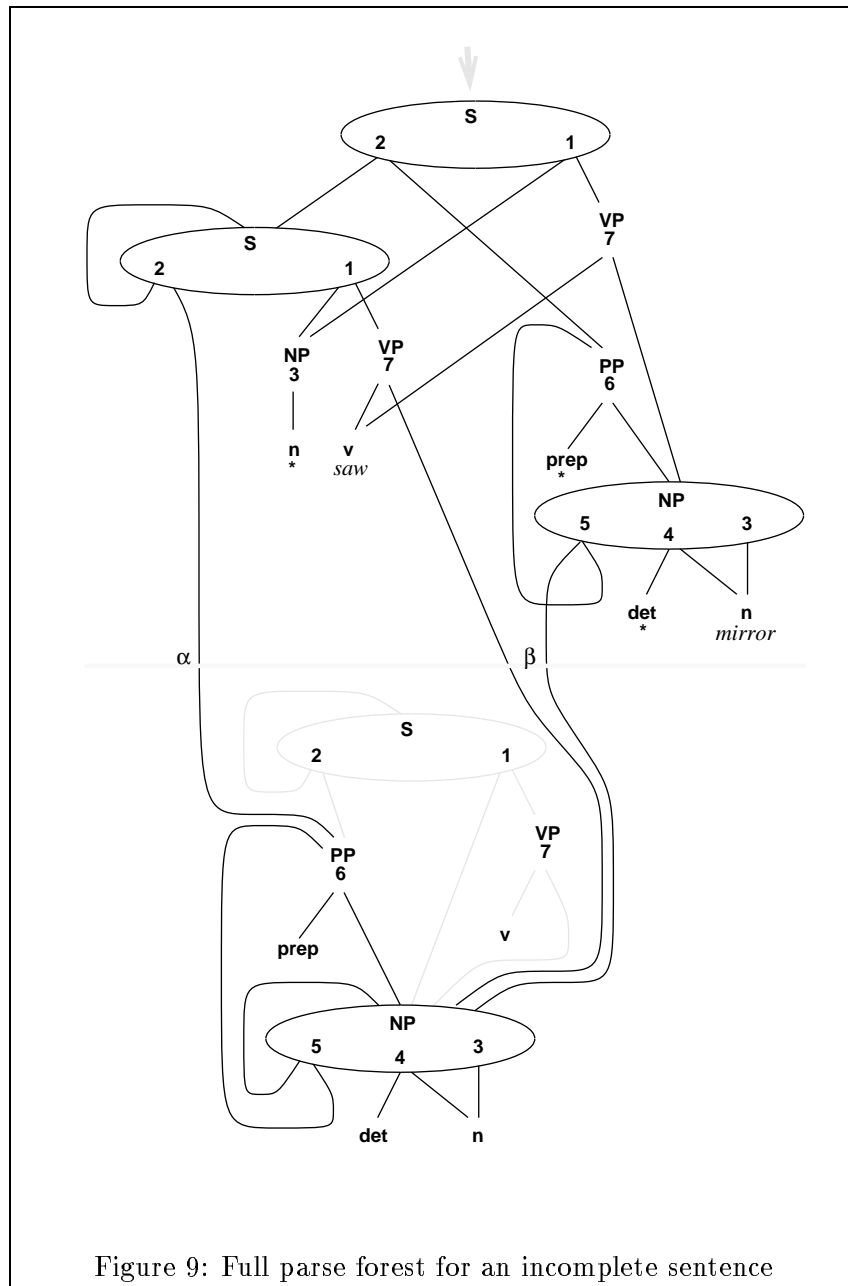 S
2 1
VP
7
S
2 1
NP
3
VP
7
PP
6
n
*
v
saw
prep
*
NP
5 4 3
det
*
n
mirror
α β
S
2 1
VP
7
PP
6
v
prep
NP
5 4 3
det n
Figure 9: Full parse forest for an incomplete sentence